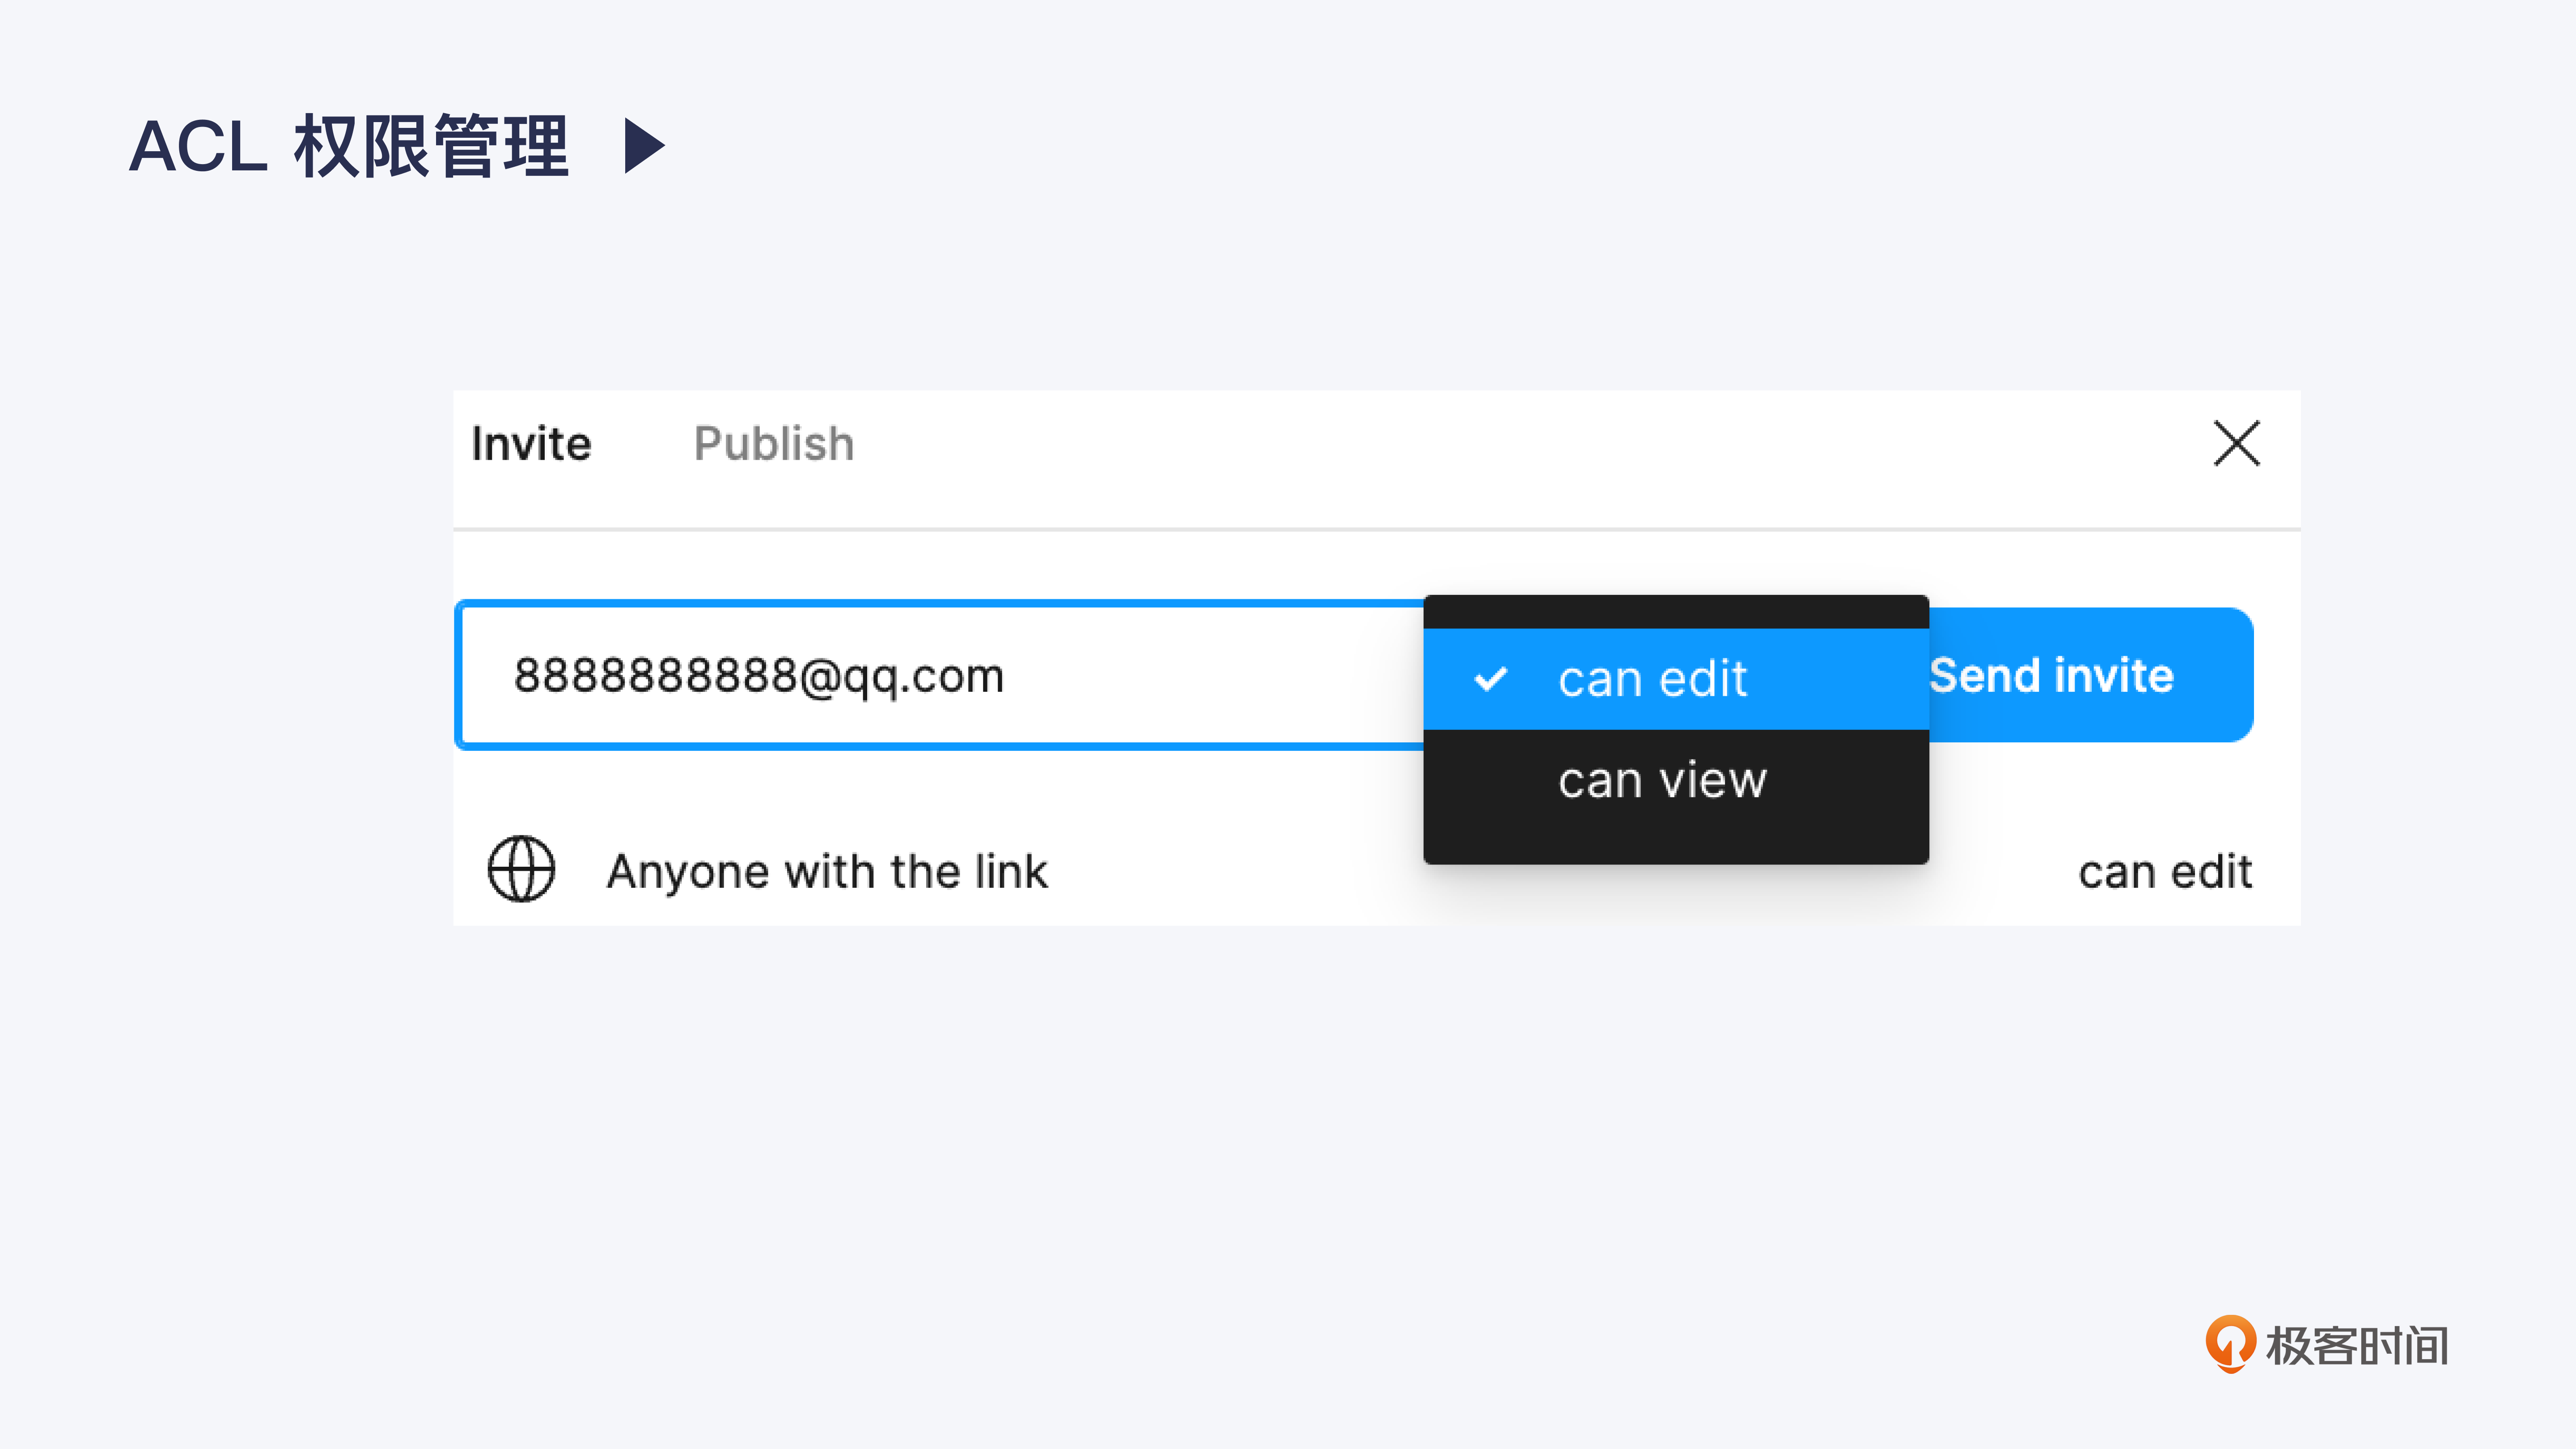 ACL 权限管理
Invite Publish
8888888888@qq.com can edit Send invite
can view
Anyone with the link can edit
极客时间